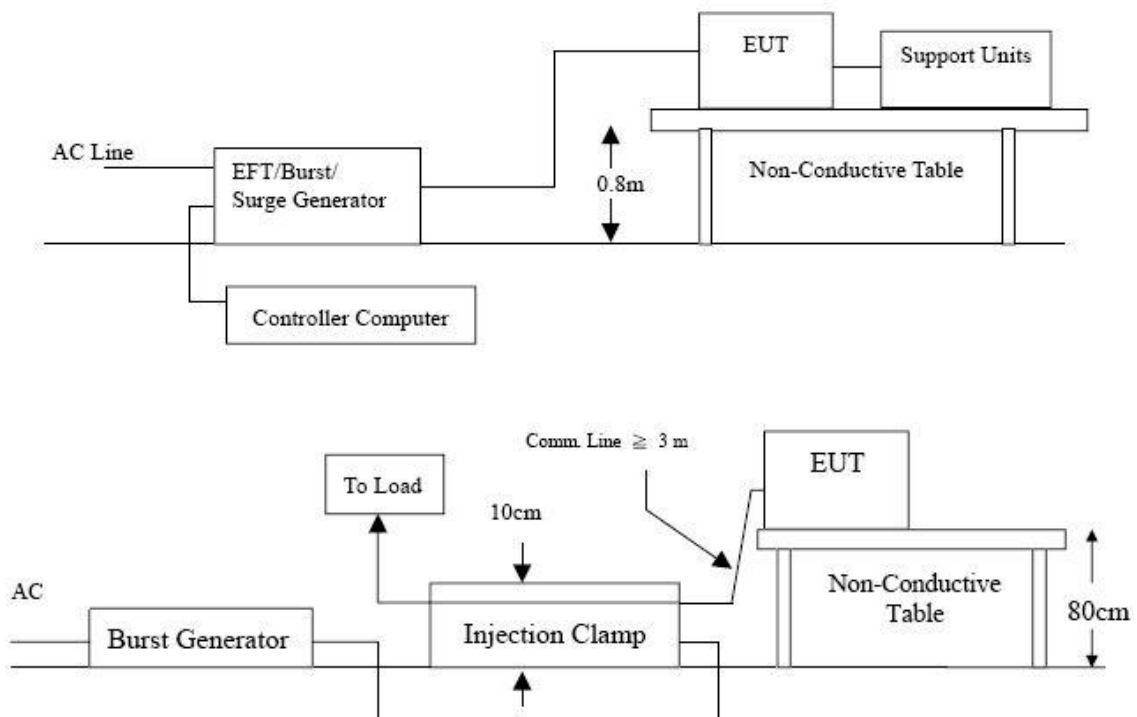 EUT
Support Units
AC Line
EFT/Burst/
Surge Generator
0.8m
Non-Conductive Table
Controller Computer
Comm. Line ≧ 3 m
EUT
To Load
10cm
AC
Non-Conductive
Table
80cm
Burst Generator
Injection Clamp